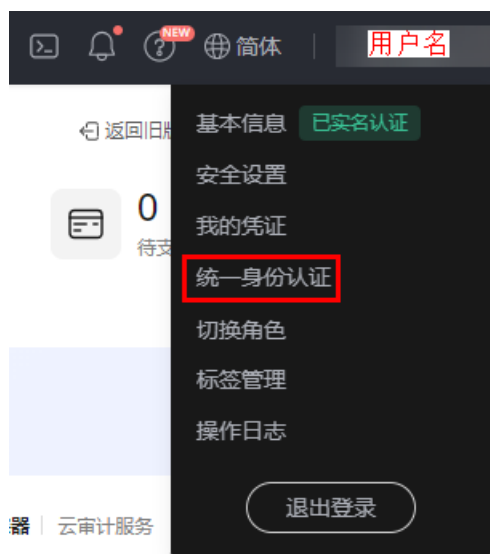 NEW
简体
用户名
返回旧
基本信息 已实名认证
安全设置
0
我的凭证
待支
统一身份认证
切换角色
标签管理
操作日志
退出登录
器 云审计服务